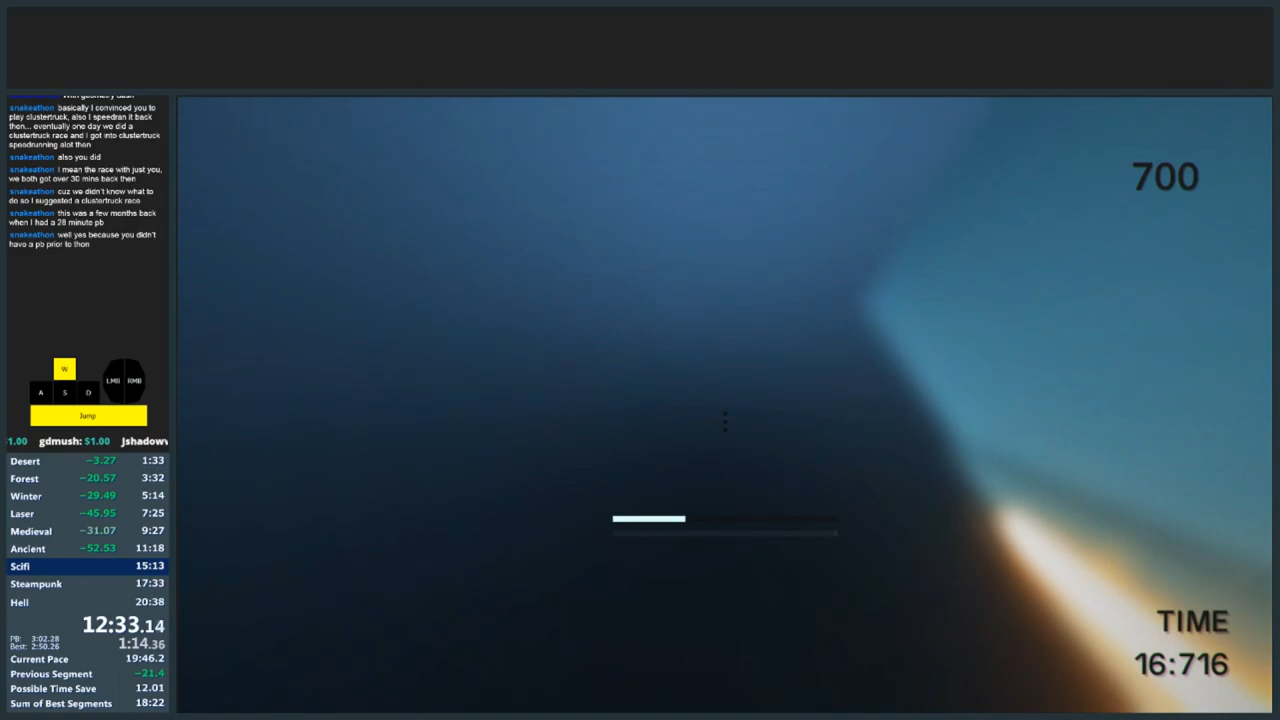 snakeathon basically I convinced you to
play clustertruck, also I speedran it back
then... eventually one day we did a
clustertruck race and I got into clustertruck
speedrunning alot then
snakeathon also you did
snakeathon I mean the race with just you,
we both got over 30 mins back then
snakeathon cuz we didn't know what to
do so I suggested a clustertruck race
snakeathon this was a few months back
when I had a 28 minute pb
snakeathon well yes because you didn't
have a pb prior to thon
700
W
A S D LMB RMB
Jump
1.00 gdmush: $1.00 Jshadow
Desert −3.27 1:33
Forest −20.57 3:32
Winter −29.49 5:14
Laser −45.95 7:25
Medieval −31.07 9:27
Ancient −52.53 11:18
Scifi 15:13
Steampunk 17:33
Hell 20:38
12:33.14
PB: 3:02.28
Best: 2:50.26 1:14.36
Current Pace 19:46.2
Previous Segment −21.4
Possible Time Save 12.01
Sum of Best Segments 18:22
TIME
16:716